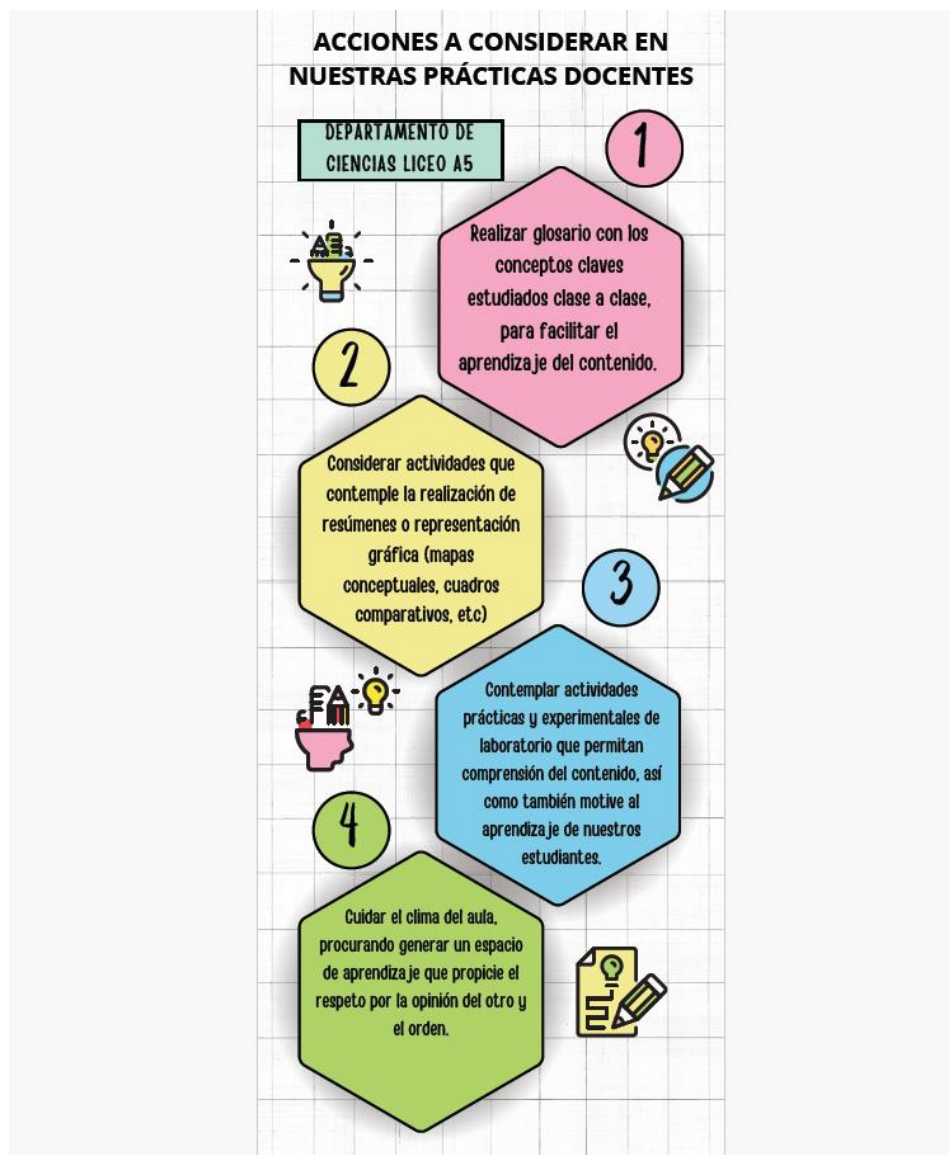 ACCIONES A CONSIDERAR EN
NUESTRAS PRÁCTICAS DOCENTES
DEPARTAMENTO DE
CIENCIAS LICEO A5
1
Realizar glosario con los
conceptos claves
estudiados clase a clase,
para facilitar el
aprendizaje del contenido.
2
Considerar actividades que
contemple la realización de
resúmenes o representación
gráfica (mapas
conceptuales, cuadros
comparativos, etc)
3
Contemplar actividades
prácticas y experimentales de
laboratorio que permitan
comprensión del contenido, así
como también motive al
aprendizaje de nuestros
estudiantes.
4
Cuidar el clima del aula,
procurando generar un espacio
de aprendizaje que propicie el
respeto por la opinión del otro y
el orden.